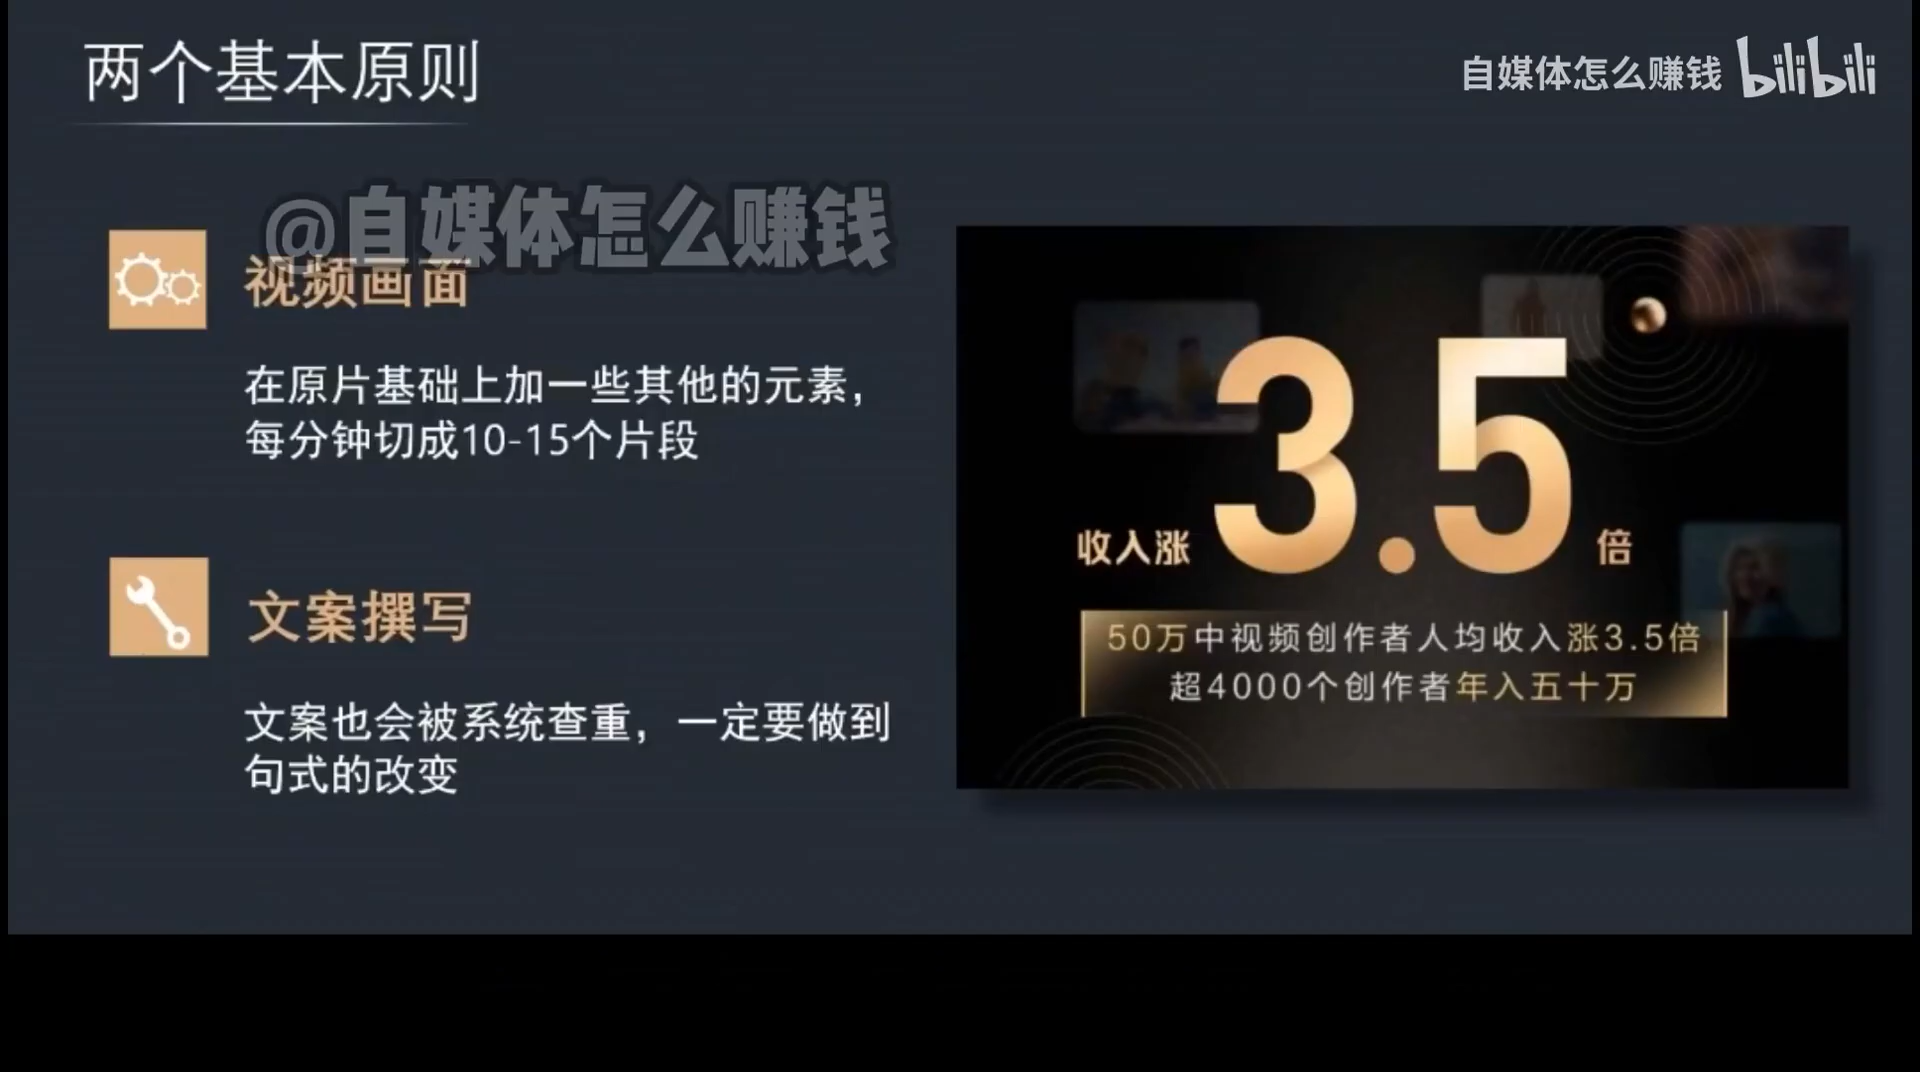 两个基本原则
自媒体怎么赚钱 bilibili
@自媒体怎么赚钱
视频画面
在原片基础上加一些其他的元素，
每分钟切成10-15个片段
文案撰写
文案也会被系统查重，一定要做到
句式的改变
收入涨3.5倍
50万中视频创作者人均收入涨3.5倍
超4000个创作者年入五十万